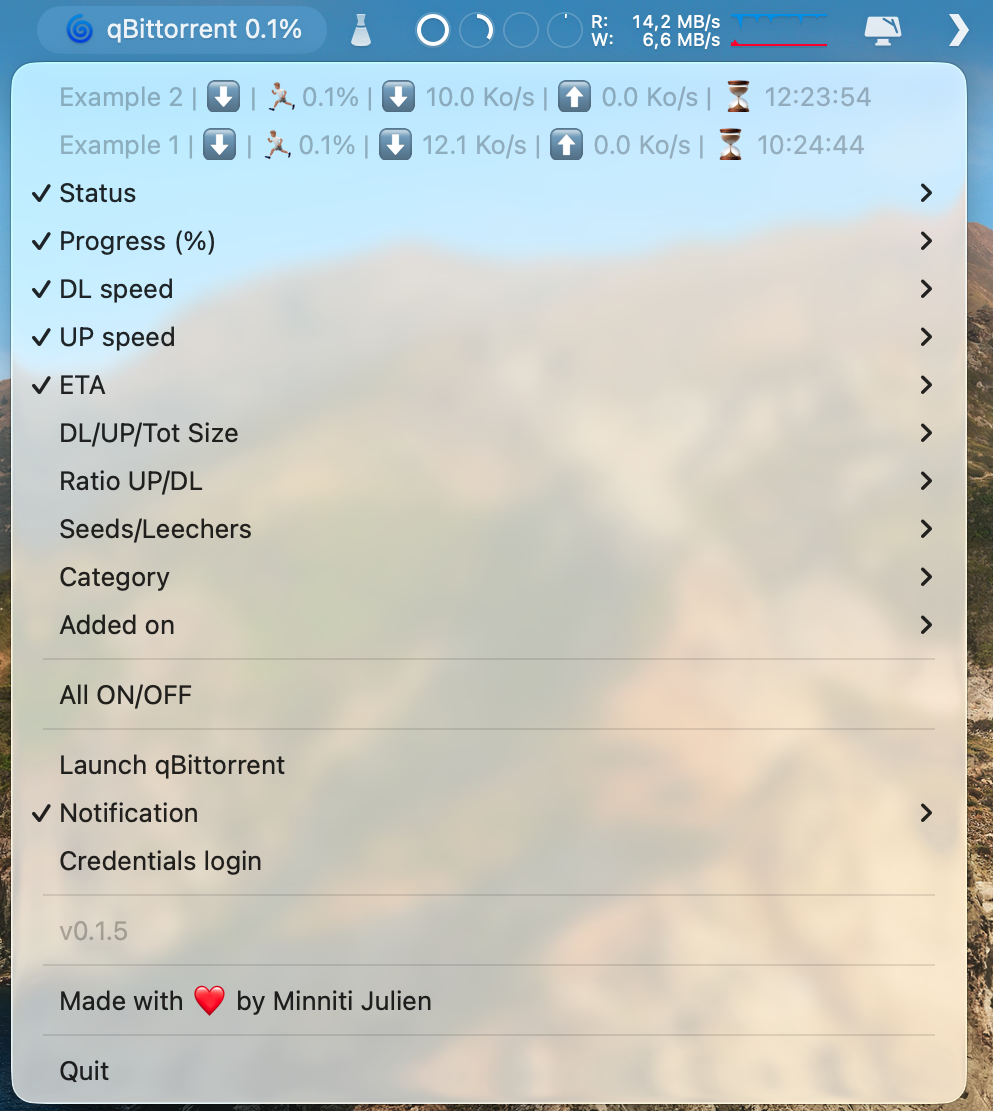 qBittorrent 0.1%
R: 14,2 MB/s
W: 6,6 MB/s
Example 2 | ⬇️ | 🏃🏻 0.1% | ⬇️ 10.0 Ko/s | ⬆️ 0.0 Ko/s | ⏳ 12:23:54
Example 1 | ⬇️ | 🏃🏻 0.1% | ⬇️ 12.1 Ko/s | ⬆️ 0.0 Ko/s | ⏳ 10:24:44
✓ Status
✓ Progress (%)
✓ DL speed
✓ UP speed
✓ ETA
DL/UP/Tot Size
Ratio UP/DL
Seeds/Leechers
Category
Added on
All ON/OFF
Launch qBittorrent
✓ Notification
Credentials login
v0.1.5
Made with ❤️ by Minniti Julien
Quit